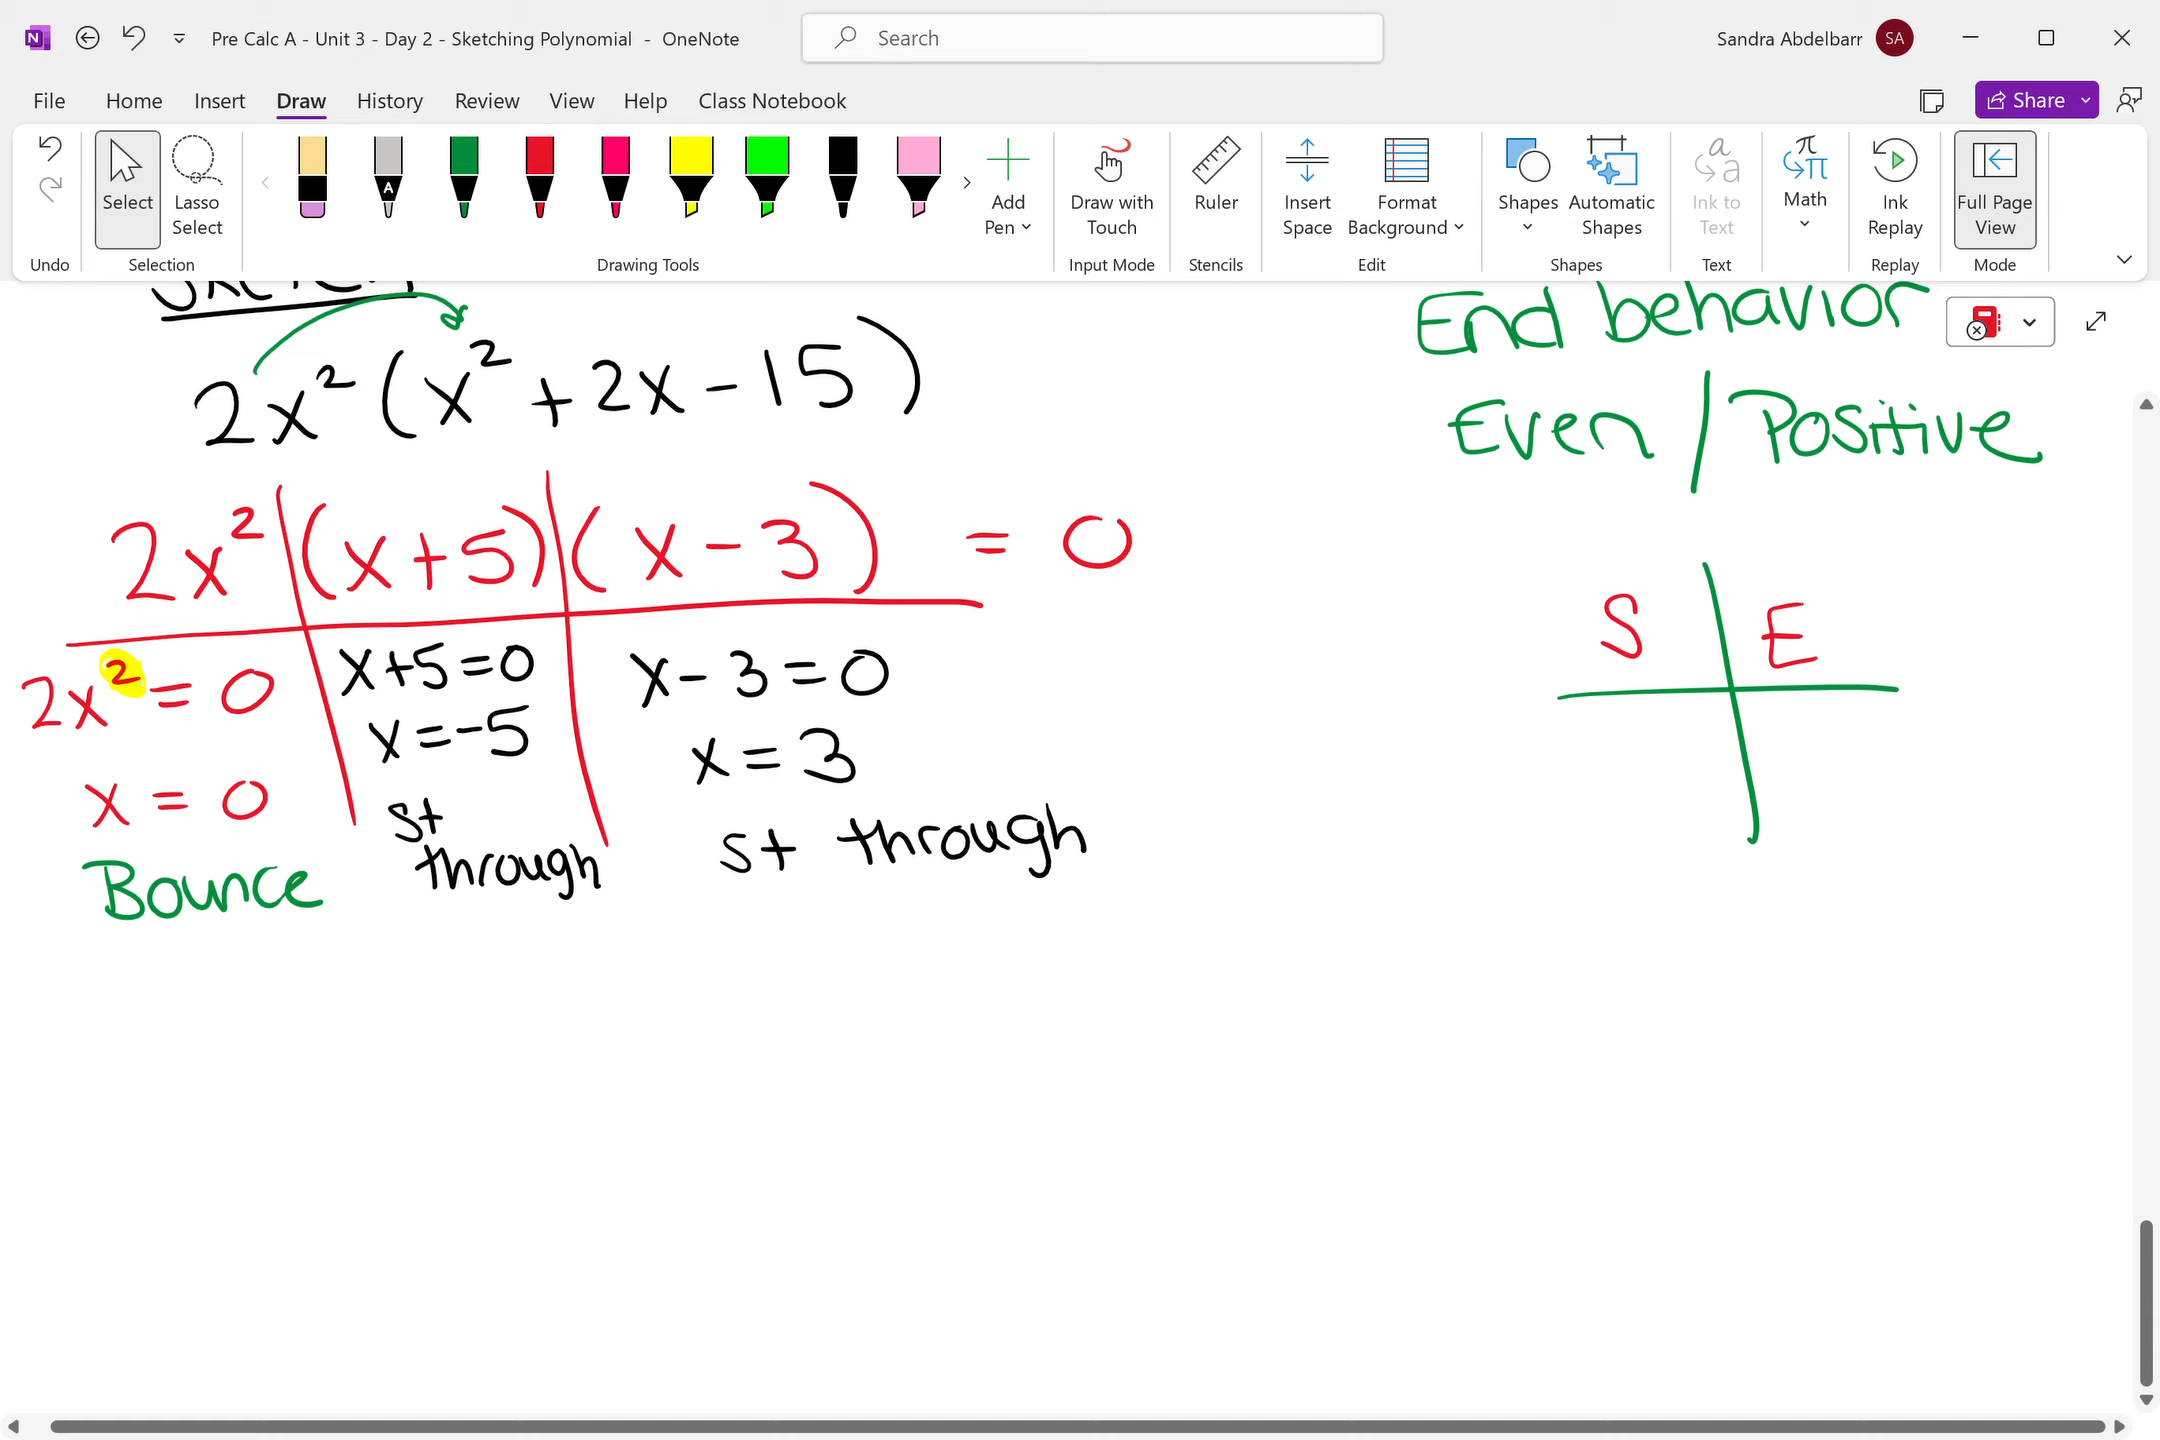 Pre Calc A - Unit 3 - Day 2 - Sketching Polynomial - OneNote
Search
Sandra Abdelbarr
SA
File Home Insert Draw History Review View Help Class Notebook
Share
Select
Lasso Select
A
Add Pen
Draw with Touch
Ruler
Insert Space
Format Background
Shapes
Automatic Shapes
Ink to Text
Math
Ink Replay
Full Page View
Undo Selection Drawing Tools Input Mode Stencils Edit Shapes Text Replay Mode
Sketch
2x²(x² + 2x - 15)
2x² (x + 5) (x - 3) = 0
2x² = 0
x = 0
Bounce
x + 5 = 0
x = -5
st
through
x - 3 = 0
x = 3
st through
End behavior
Even / Positive
S E